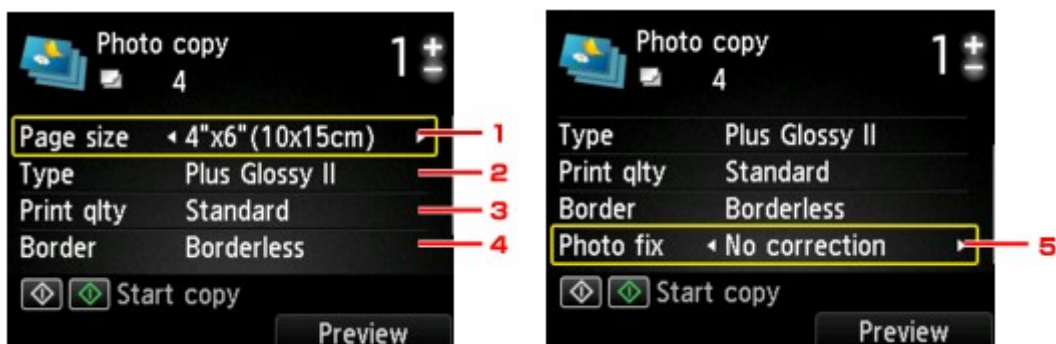 Photo copy
1 + -
4
Page size 4"x6"(10x15cm) 1
Type Plus Glossy II 2
Print qlty Standard 3
Border Borderless 4
Start copy
Preview
Photo copy
1 + -
4
Type Plus Glossy II
Print qlty Standard
Border Borderless
Photo fix No correction 5
Start copy
Preview